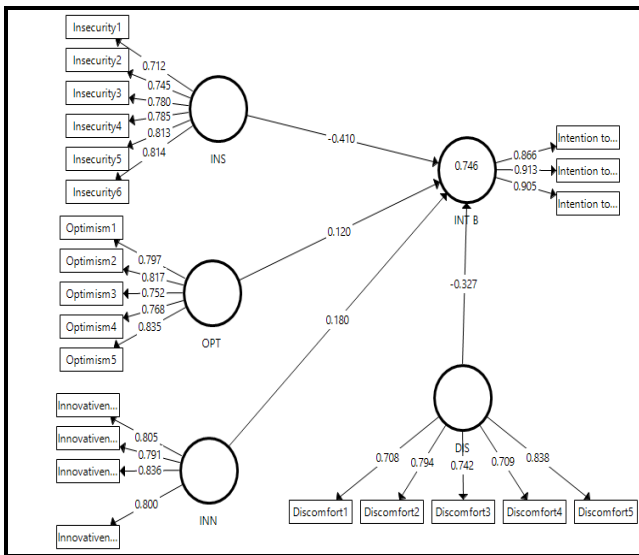 Insecurity1
Insecurity2
Insecurity3
Insecurity4
Insecurity5
Insecurity6
0.712
0.745
0.780
0.785
0.813
0.814
INS
-0.410
0.746
INT B
0.866
0.913
0.905
Intention to...
Intention to...
Intention to...
Optimism1
Optimism2
Optimism3
Optimism4
Optimism5
0.797
0.817
0.752
0.768
0.835
OPT
0.120
0.180
-0.327
Innovativen...
Innovativen...
Innovativen...
Innovativen...
0.805
0.791
0.836
0.800
INN
DIS
0.708
0.794
0.742
0.709
0.838
Discomfort1
Discomfort2
Discomfort3
Discomfort4
Discomfort5